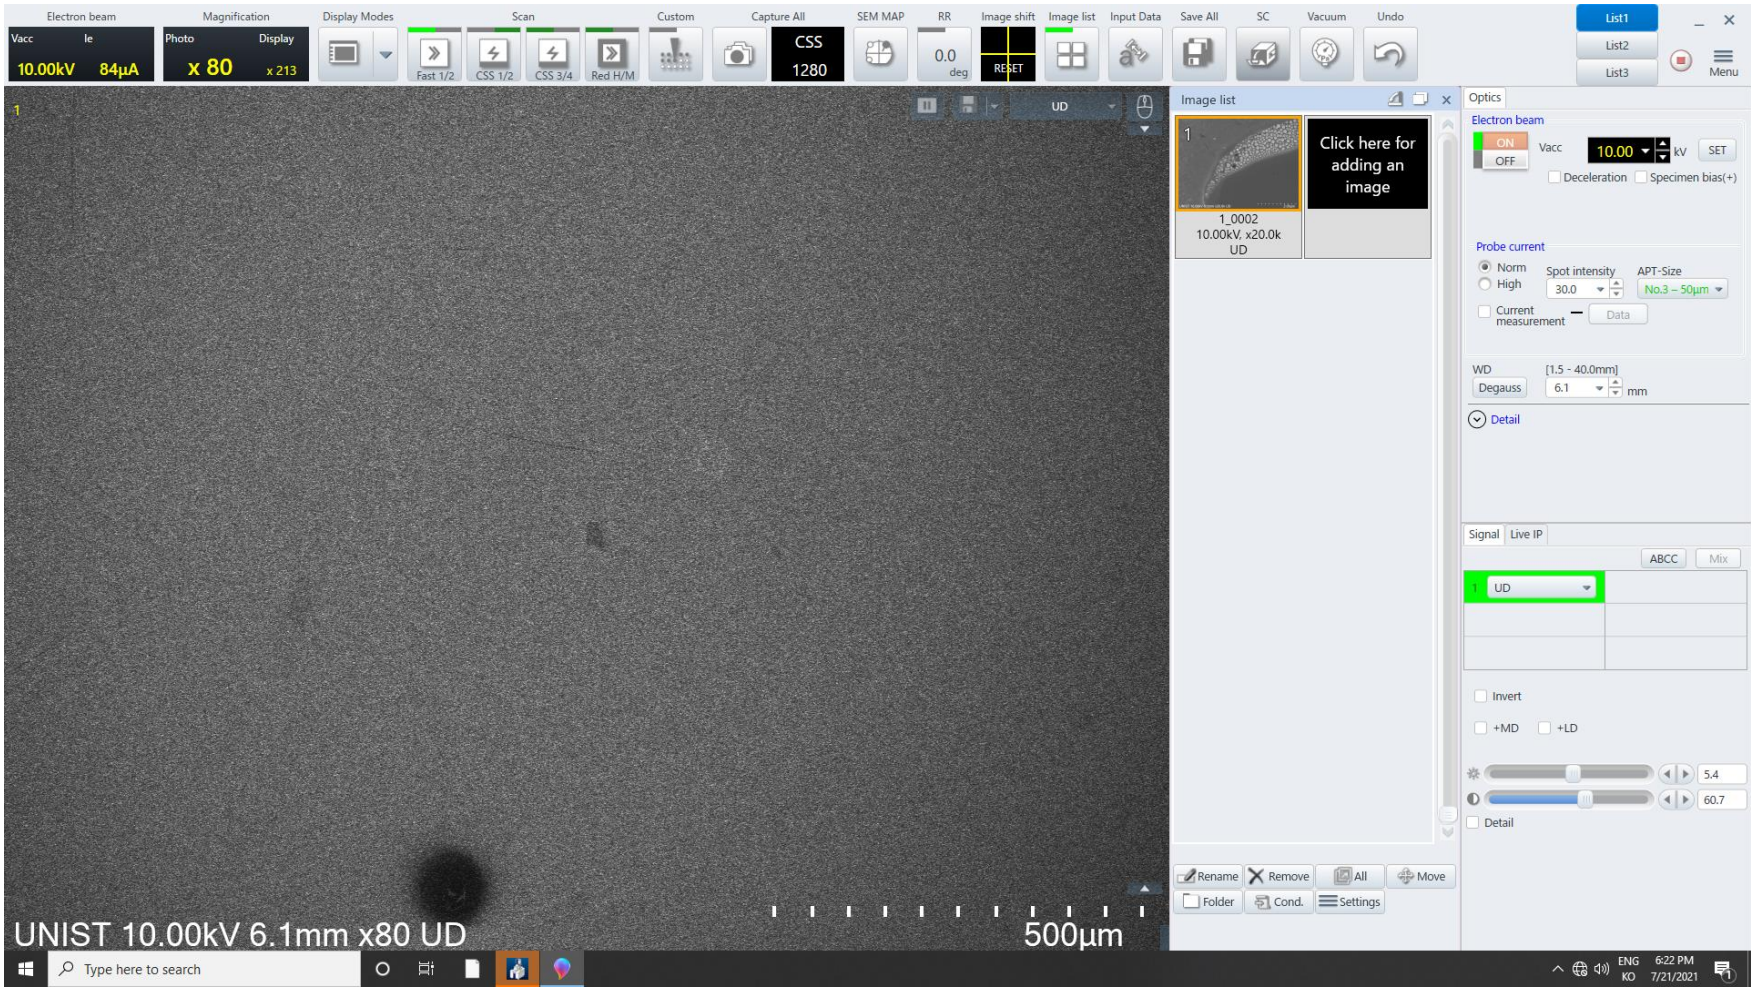 Electron beam
Magnification
Display Modes
Scan
Custom
Capture All
SEM MAP
RR
Image shift
Image list
Input Data
Save All
SC
Vacuum
Undo
List1
Vacc
Ie
Photo
Display
CSS
List2
10.00kV
84µA
x 80
x 213
Fast 1/2
CSS 1/2
CSS 3/4
Red H/M
1280
0.0
deg
RESET
List3
Menu
1
UD
Image list
1
Click here for
adding an
image
1_0002
10.00kV, x20.0k
UD
Optics
Electron beam
ON
OFF
Vacc
10.00
kV
SET
Deceleration
Specimen bias(+)
Probe current
Norm
High
Spot intensity
APT-Size
30.0
No.3 – 50µm
Current
measurement
Data
WD
[1.5 - 40.0mm]
Degauss
6.1
mm
Detail
Signal
Live IP
ABCC
Mix
1
UD
Invert
+MD
+LD
5.4
60.7
Detail
Rename
Remove
All
Move
Folder
Cond.
Settings
UNIST 10.00kV 6.1mm x80 UD
500µm
Type here to search
ENG
KO
6:22 PM
7/21/2021
1